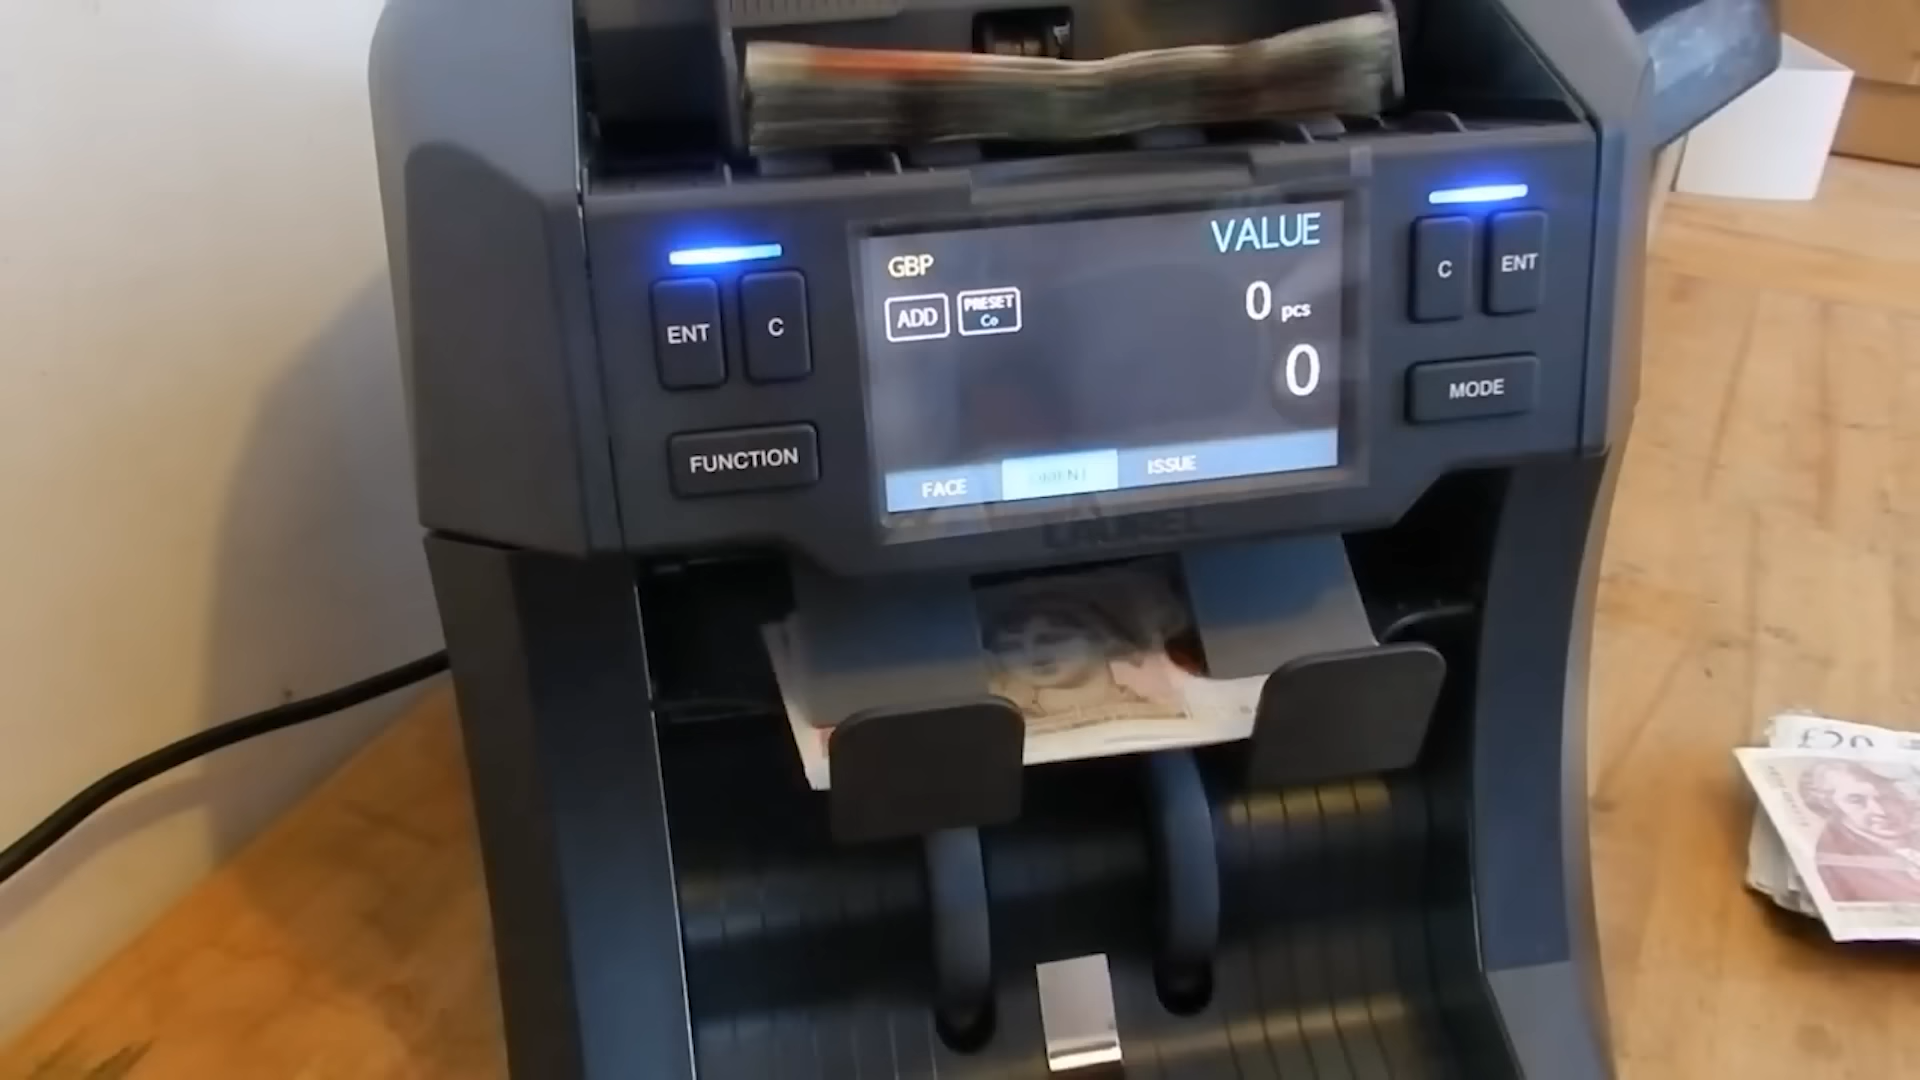 VALUE
GBP
ADD
PRESET
Co
0 pcs
0
FACE
ISSUE
ENT
C
FUNCTION
C
ENT
MODE
£20